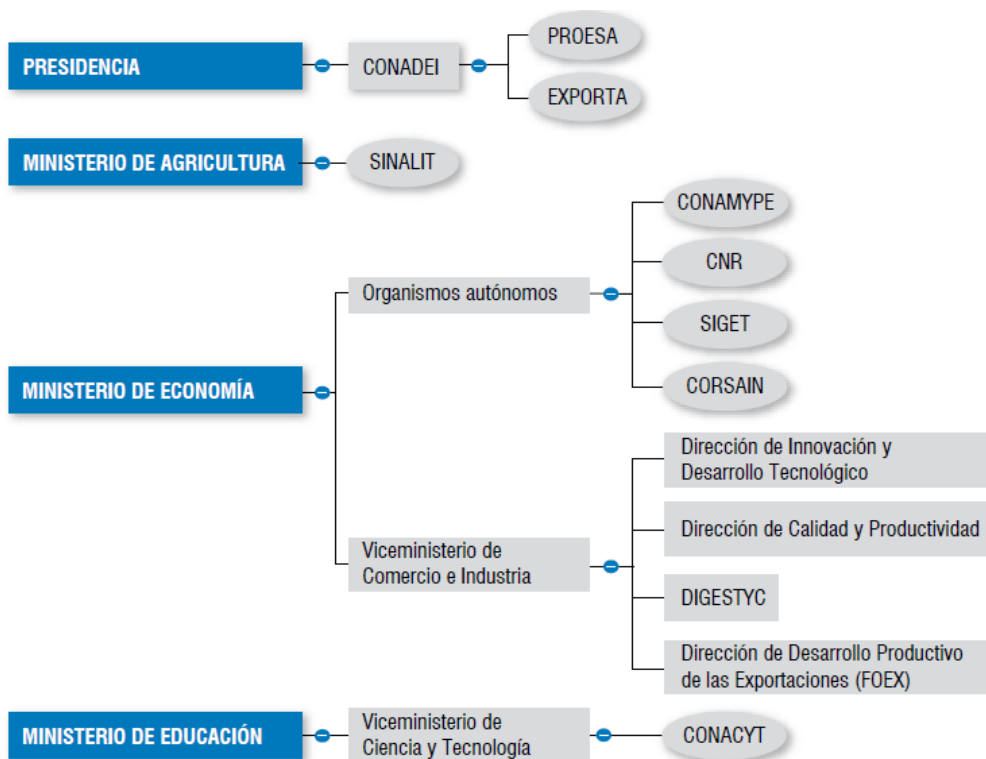 PRESIDENCIA
CONADEI
PROESA
EXPORTA
MINISTERIO DE AGRICULTURA
SINALIT
MINISTERIO DE ECONOMÍA
Organismos autónomos
CONAMYPE
CNR
SIGET
CORSAIN
Viceministerio de
Comercio e Industria
Dirección de Innovación y
Desarrollo Tecnológico
Dirección de Calidad y Productividad
DIGESTYC
Dirección de Desarrollo Productivo
de las Exportaciones (FOEX)
MINISTERIO DE EDUCACIÓN
Viceministerio de
Ciencia y Tecnología
CONACYT